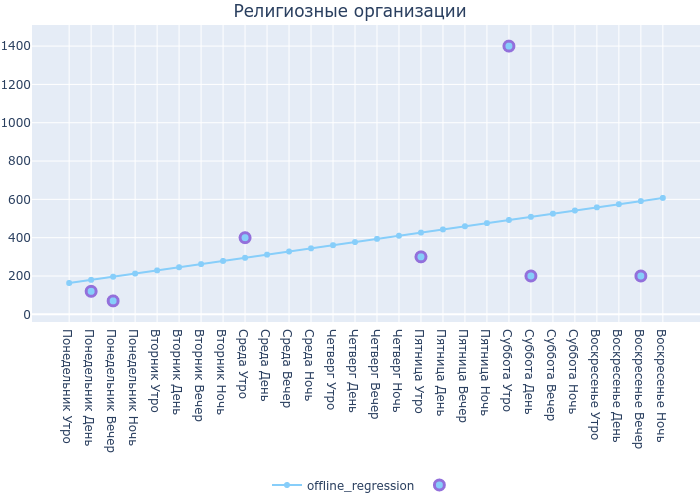 Религиозные организации
1400
1200
1000
800
600
400
200
0
Понедельник Утро
Понедельник День
Понедельник Вечер
Понедельник Ночь
Вторник Утро
Вторник День
Вторник Вечер
Вторник Ночь
Среда Утро
Среда День
Среда Вечер
Среда Ночь
Четверг Утро
Четверг День
Четверг Вечер
Четверг Ночь
Пятница Утро
Пятница День
Пятница Вечер
Пятница Ночь
Суббота Утро
Суббота День
Суббота Вечер
Суббота Ночь
Воскресенье Утро
Воскресенье День
Воскресенье Вечер
Воскресенье Ночь
offline_regression